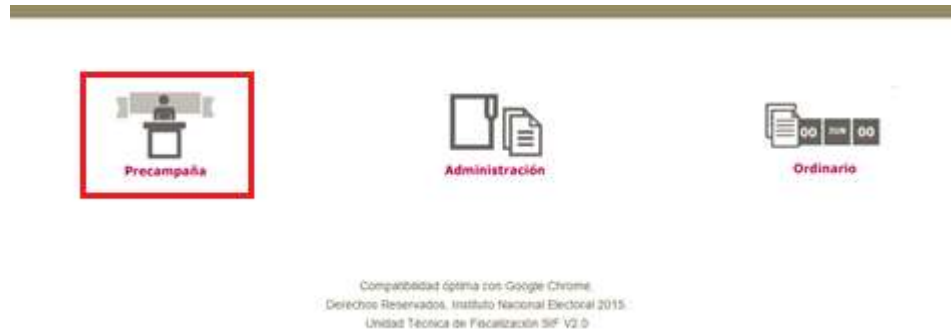 00 JUN 00
Precampaña
Administración
Ordinario
Compatibilidad óptima con Google Chrome.
Derechos Reservados, Instituto Nacional Electoral 2015.
Unidad Técnica de Fiscalización SIF V2.0